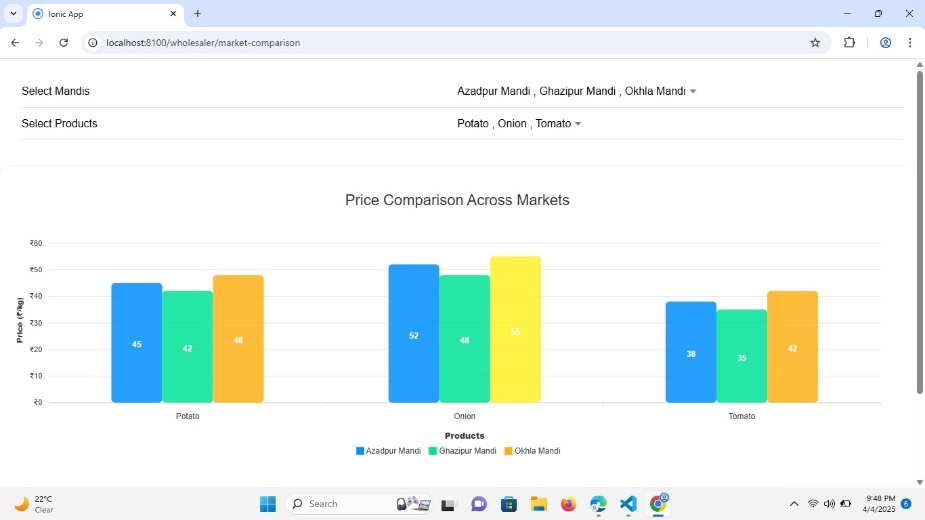 Ionic App
localhost:8100/wholesaler/market-comparison
Select Mandis Azadpur Mandi , Ghazipur Mandi , Okhla Mandi
Select Products Potato , Onion , Tomato
Price Comparison Across Markets
₹60
₹50
₹40
₹30
₹20
₹10
₹0
Price (₹/kg)
45 42 48
52 48 55
38 35 42
Potato Onion Tomato
Products
Azadpur Mandi Ghazipur Mandi Okhla Mandi
22°C
Clear
Search
9:48 PM
4/4/2025
6